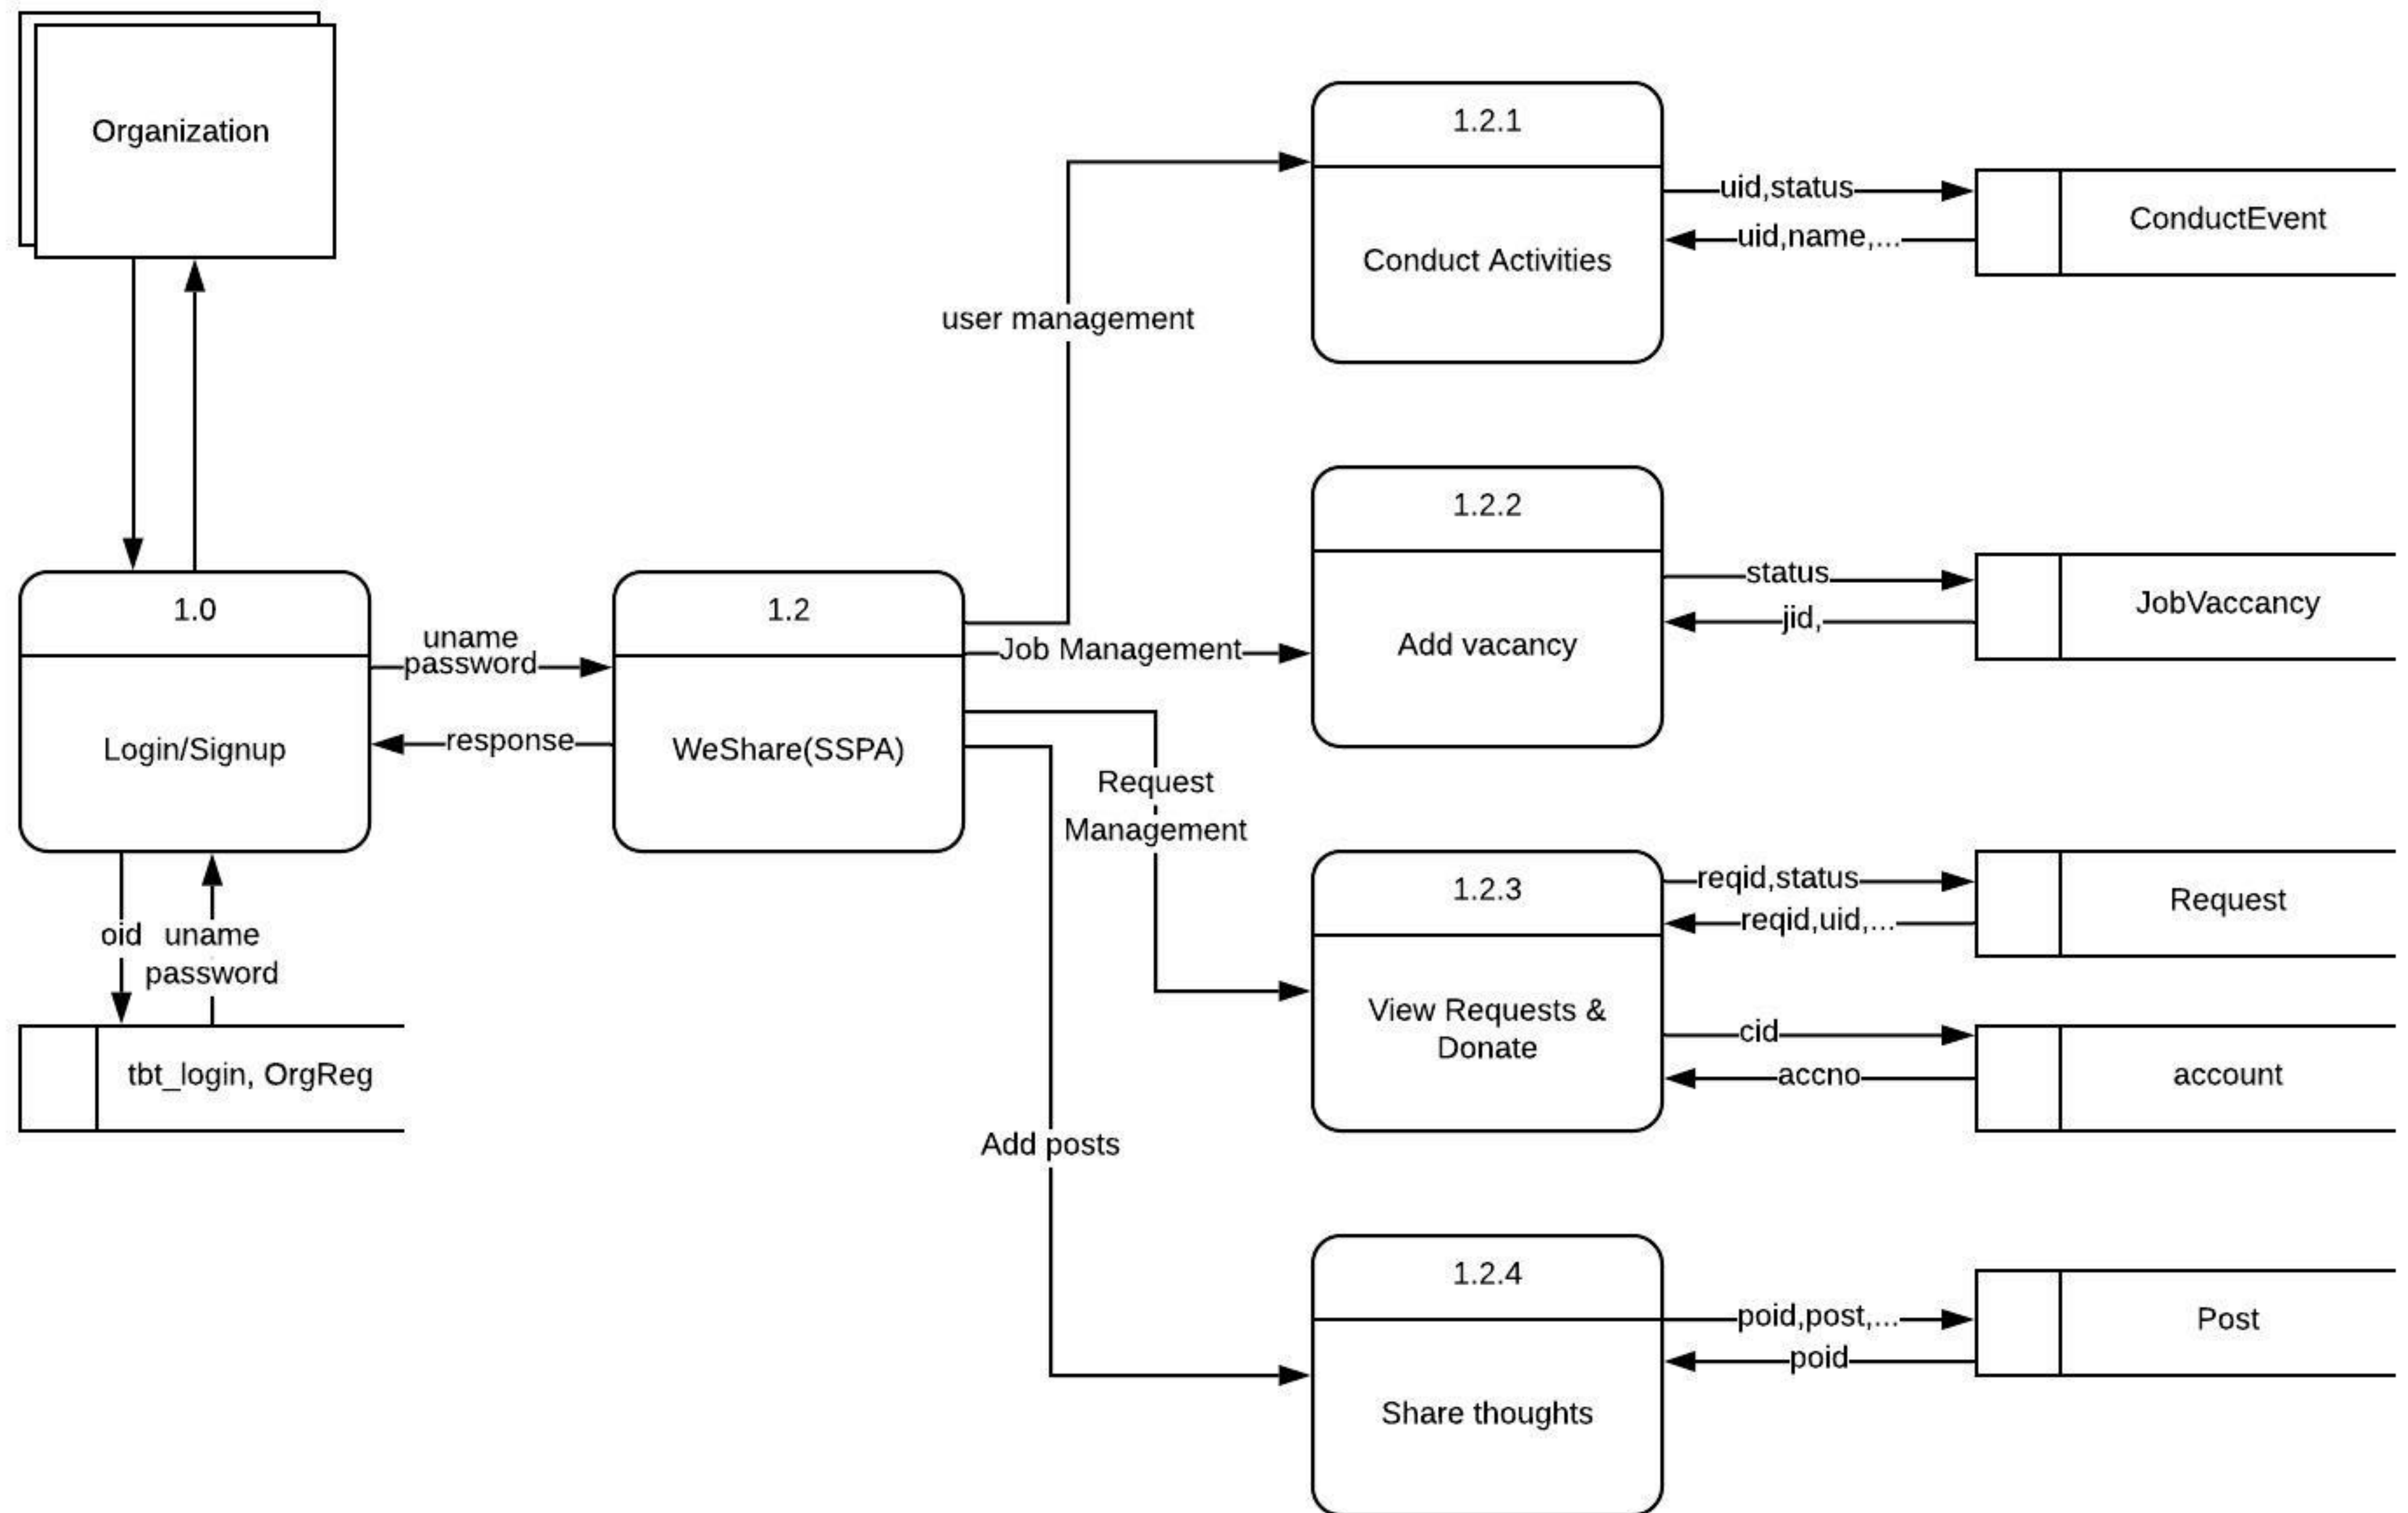 Organization
1.2.1
uid,status
ConductEvent
uid,name,...
Conduct Activities
user management
1.2.2
status
JobVaccancy
jid,
Add vacancy
1.0
uname
password
Login/Signup
response
1.2
WeShare(SSPA)
Job Management
Request
Management
1.2.3
reqid,status
Request
reqid,uid,...
View Requests &
Donate
cid
account
accno
oid
uname
password
tbt_login, OrgReg
Add posts
1.2.4
poid,post,...
Post
poid
Share thoughts